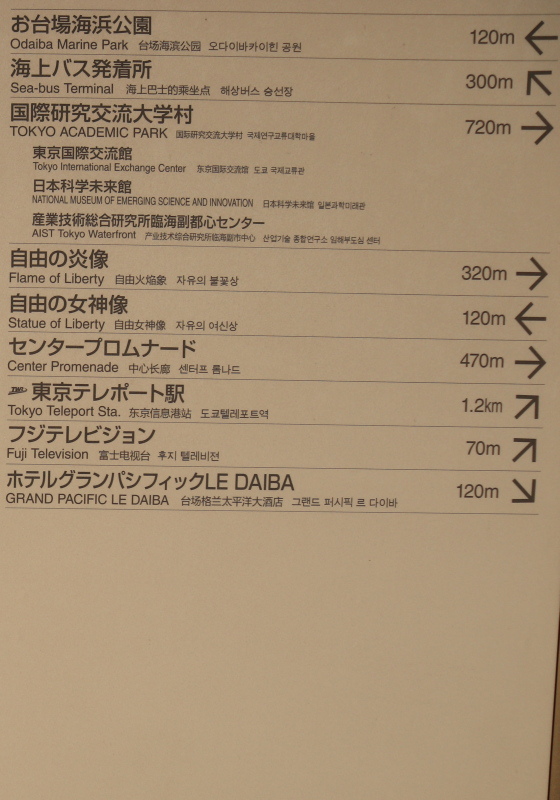 お台場海浜公園 120m ←
Odaiba Marine Park 台场海滨公园 오다이바카이힌 공원
海上バス発着所 300m ↖
Sea-bus Terminal 海上巴士的乘坐点 해상버스 승선장
国際研究交流大学村 720m →
TOKYO ACADEMIC PARK 国际研究交流大学村 국제연구교류대학마을
東京国際交流館
Tokyo International Exchange Center 东京国际交流馆 도쿄 국제교류관
日本科学未来館
NATIONAL MUSEUM OF EMERGING SCIENCE AND INNOVATION 日本科学未来馆 일본과학미래관
産業技術総合研究所臨海副都心センター
AIST Tokyo Waterfront 产业技术综合研究所临海副市中心 산업기술 종합연구소 임해부도심 센터
自由の炎像 320m →
Flame of Liberty 自由火焰象 자유의 불꽃상
自由の女神像 120m ←
Statue of Liberty 自由女神像 자유의 여신상
センタープロムナード 470m →
Center Promenade 中心长廊 센터프 롬나드
TWR 東京テレポート駅 1.2km ↗
Tokyo Teleport Sta. 东京信息港站 도쿄텔레포트역
フジテレビジョン 70m ↗
Fuji Television 富士电视台 후지 텔레비젼
ホテルグランパシフィックLE DAIBA 120m ↘
GRAND PACIFIC LE DAIBA 台场格兰太平洋大酒店 그랜드 퍼시픽 르 다이바